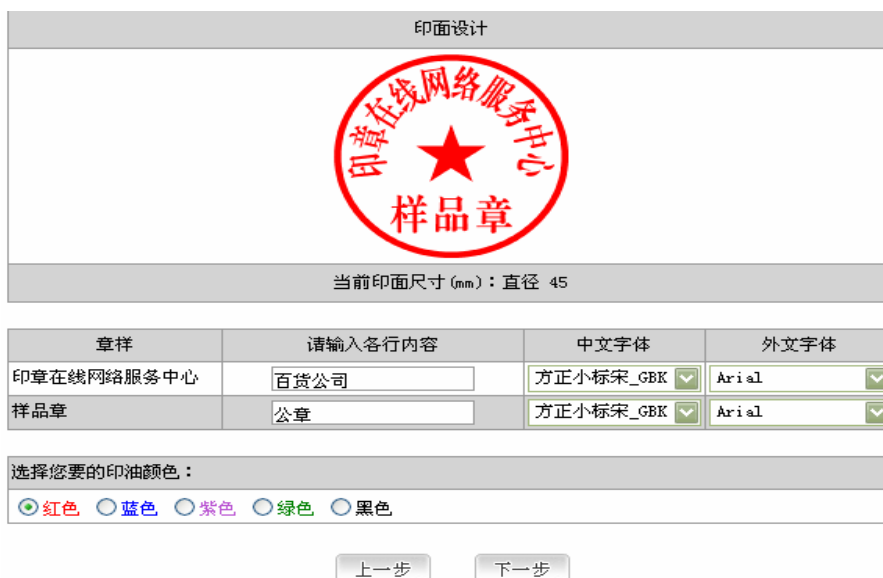 印面设计
印章在线网络服务中心
样品章
当前印面尺寸(mm)：直径 45
章样 请输入各行内容 中文字体 外文字体
印章在线网络服务中心 百货公司 方正小标宋_GBK Arial
样品章 公章 方正小标宋_GBK Arial
选择您要的印油颜色：
红色 蓝色 紫色 绿色 黑色
上一步 下一步